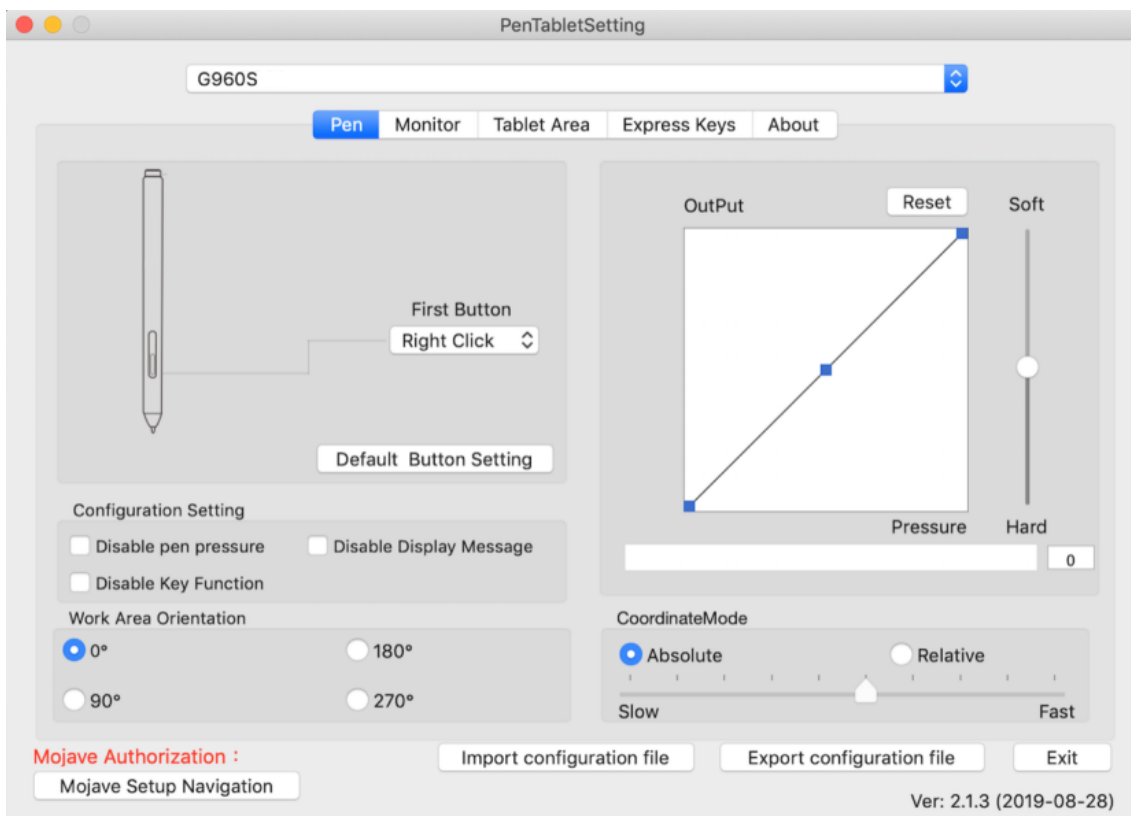 PenTabletSetting
G960S
Pen Monitor Tablet Area Express Keys About
First Button
Right Click
Default Button Setting
OutPut Reset Soft
Pressure Hard
0
Configuration Setting
Disable pen pressure Disable Display Message
Disable Key Function
Work Area Orientation
0° 180°
90° 270°
CoordinateMode
Absolute Relative
Slow Fast
Mojave Authorization :
Mojave Setup Navigation
Import configuration file Export configuration file Exit
Ver: 2.1.3 (2019-08-28)